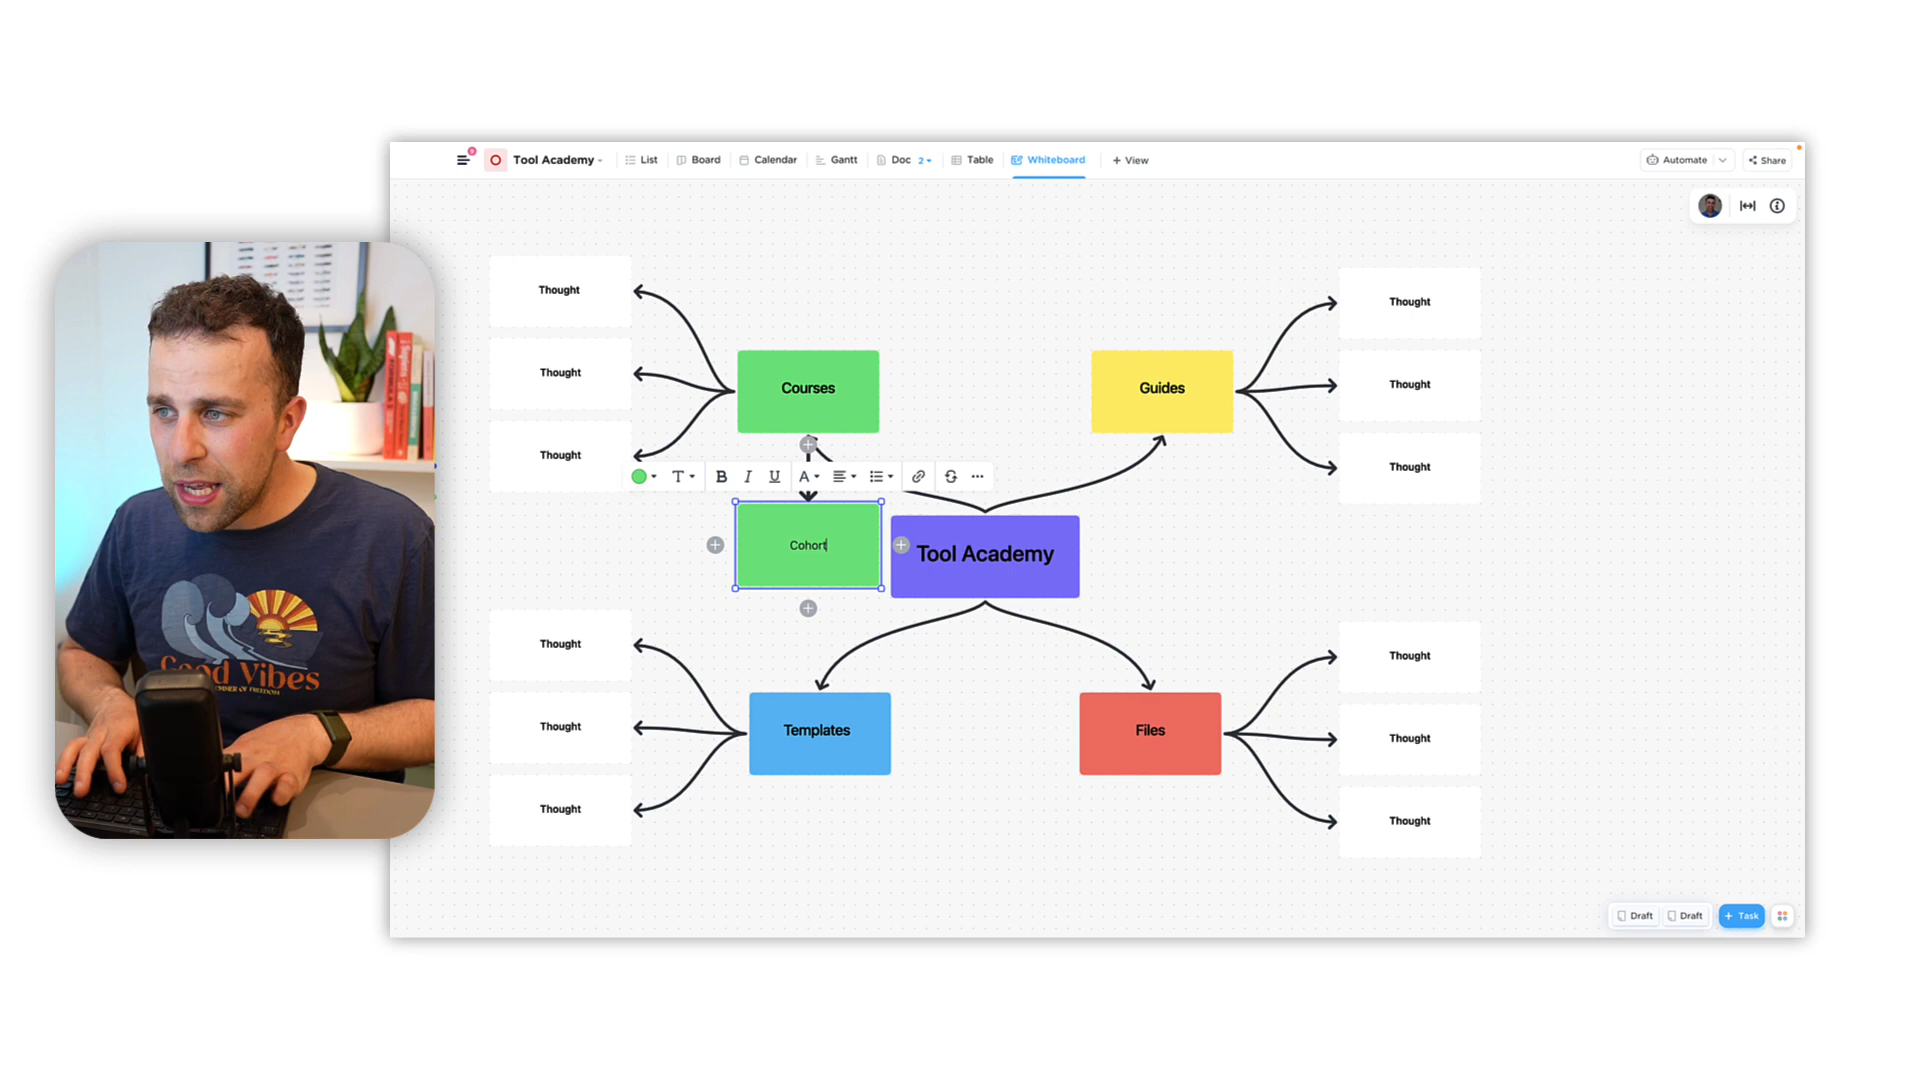 Tool Academy
List
Board
Calendar
Gantt
Doc 2
Table
Whiteboard
+ View
Automate
Share
Thought
Thought
Thought
Courses
Guides
Thought
Thought
Thought
T
B I U A
Cohort
Tool Academy
Thought
Thought
Thought
Templates
Files
Thought
Thought
Thought
Good Vibes
Draft
Draft
+ Task